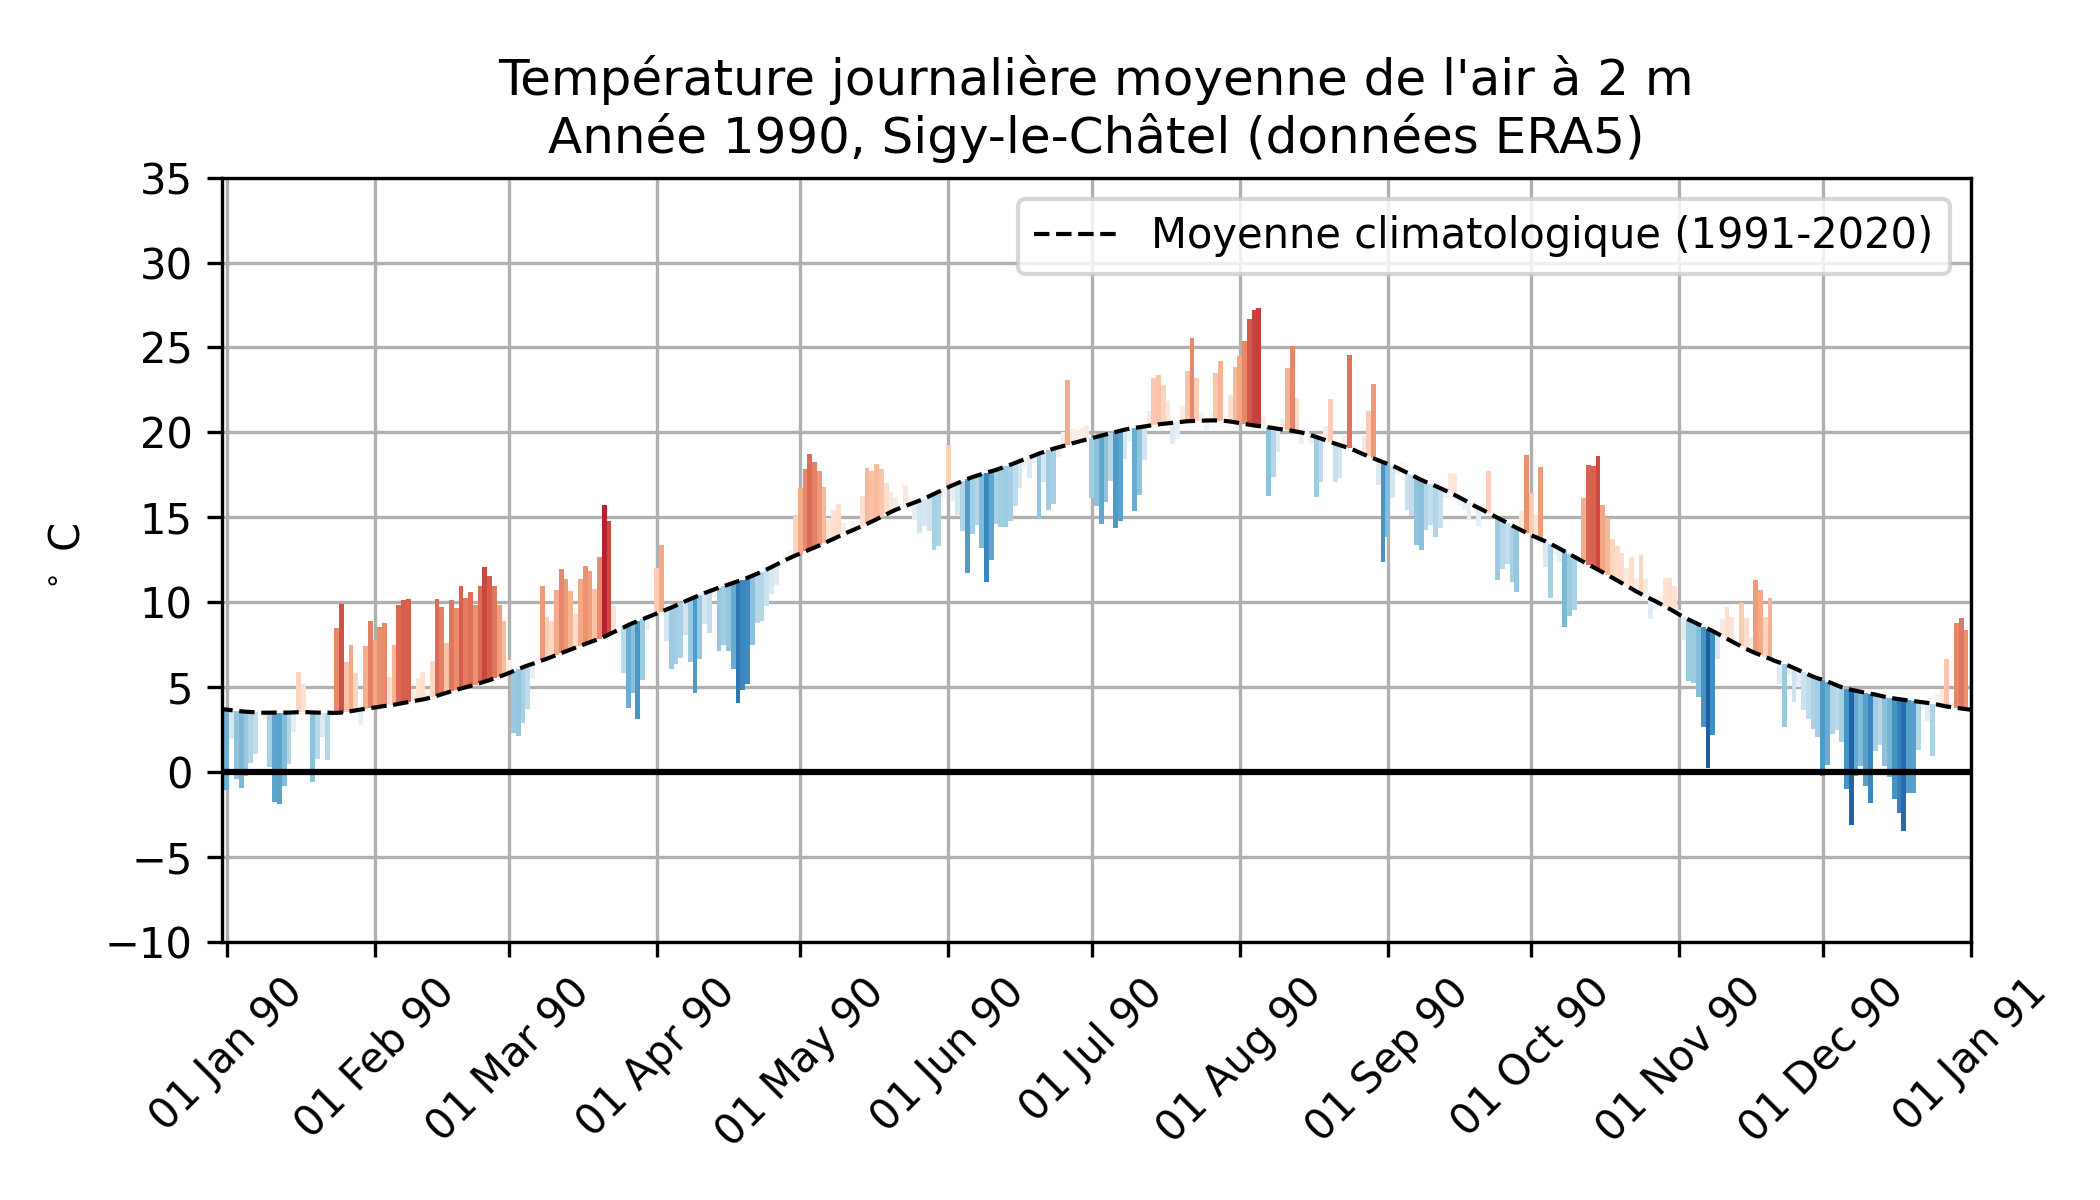 Température journalière moyenne de l'air à 2 m
Année 1990, Sigy-le-Châtel (données ERA5)
Moyenne climatologique (1991-2020)
° C
35
30
25
20
15
10
5
0
−5
−10
01 Jan 90
01 Feb 90
01 Mar 90
01 Apr 90
01 May 90
01 Jun 90
01 Jul 90
01 Aug 90
01 Sep 90
01 Oct 90
01 Nov 90
01 Dec 90
01 Jan 91